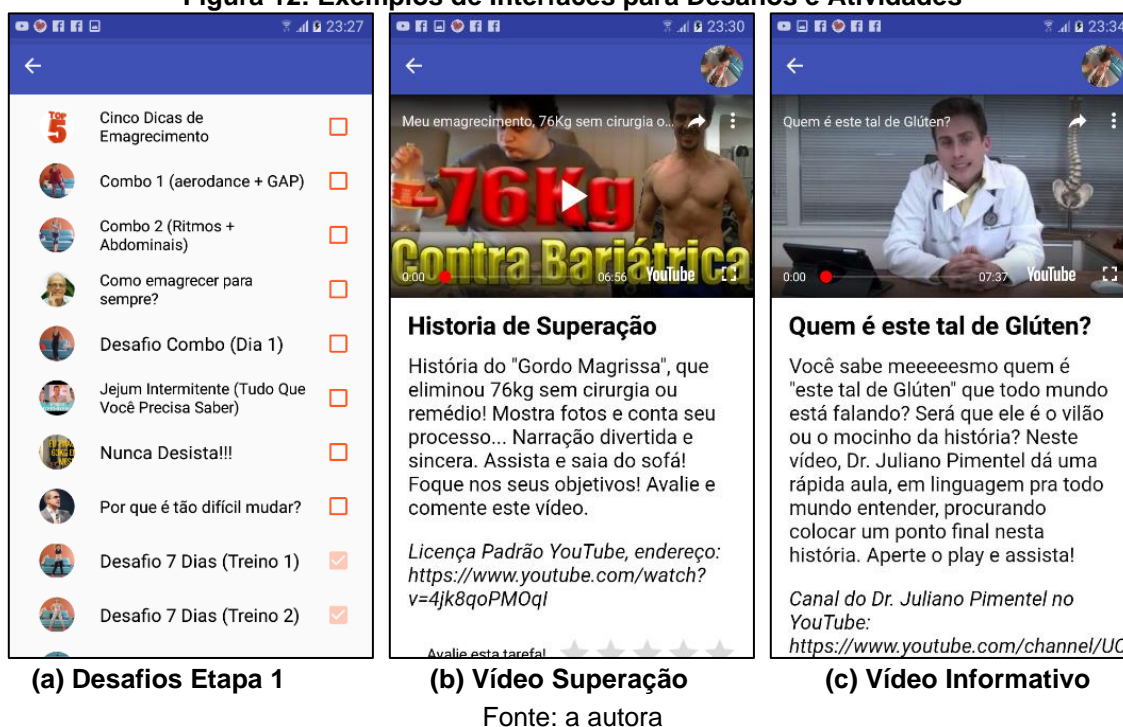 Figura 12: Exemplos de Interfaces para Desafios e Atividades
23:27
TOP
5
Cinco Dicas de
Emagrecimento
Combo 1 (aerodance + GAP)
Combo 2 (Ritmos +
Abdominais)
Como emagrecer para
sempre?
Desafio Combo (Dia 1)
Jejum Intermitente (Tudo Que
Você Precisa Saber)
Nunca Desista!!!
Por que é tão difícil mudar?
Desafio 7 Dias (Treino 1)
Desafio 7 Dias (Treino 2)
(a) Desafios Etapa 1
23:30
Meu emagrecimento, 76Kg sem cirurgia o...
-76Kg
Contra Bariátrica
0:00
06:56
YouTube
Historia de Superação
História do "Gordo Magrissa", que
eliminou 76kg sem cirurgia ou
remédio! Mostra fotos e conta seu
processo... Narração divertida e
sincera. Assista e saia do sofá!
Foque nos seus objetivos! Avalie e
comente este vídeo.
Licença Padrão YouTube, endereço:
https://www.youtube.com/watch?
v=4jk8qoPMOqI
Avalie esta tarefa!
(b) Vídeo Superação
23:34
Quem é este tal de Glúten?
0:00
07:37
YouTube
Quem é este tal de Glúten?
Você sabe meeeeesmo quem é
"este tal de Glúten" que todo mundo
está falando? Será que ele é o vilão
ou o mocinho da história? Neste
vídeo, Dr. Juliano Pimentel dá uma
rápida aula, em linguagem pra todo
mundo entender, procurando
colocar um ponto final nesta
história. Aperte o play e assista!
Canal do Dr. Juliano Pimentel no
YouTube:
https://www.youtube.com/channel/UC
(c) Vídeo Informativo
Fonte: a autora